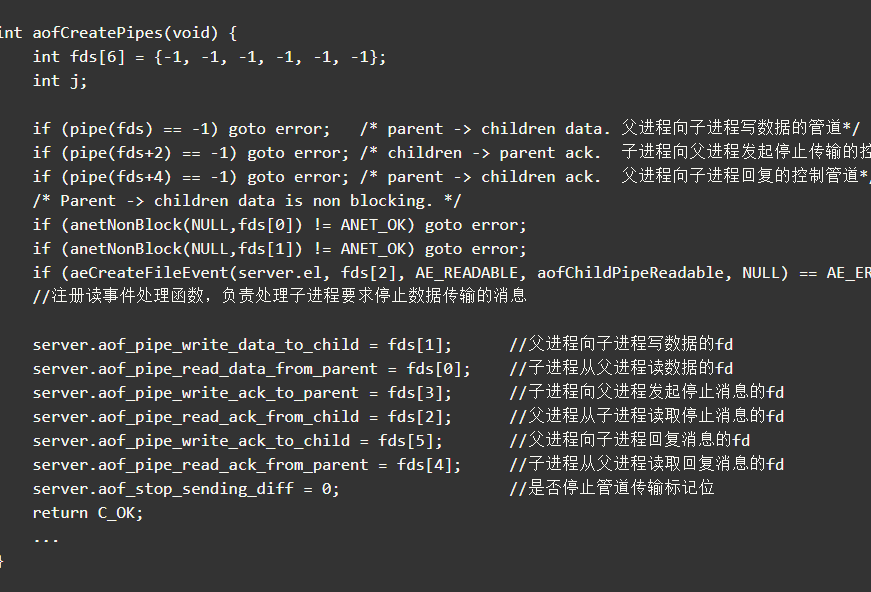 int aofCreatePipes(void) {
    int fds[6] = {-1, -1, -1, -1, -1, -1};
    int j;

    if (pipe(fds) == -1) goto error;   /* parent -> children data. 父进程向子进程写数据的管道*/
    if (pipe(fds+2) == -1) goto error; /* children -> parent ack.  子进程向父进程发起停止传输的控
    if (pipe(fds+4) == -1) goto error; /* parent -> children ack.  父进程向子进程回复的控制管道*/
    /* Parent -> children data is non blocking. */
    if (anetNonBlock(NULL,fds[0]) != ANET_OK) goto error;
    if (anetNonBlock(NULL,fds[1]) != ANET_OK) goto error;
    if (aeCreateFileEvent(server.el, fds[2], AE_READABLE, aofChildPipeReadable, NULL) == AE_ER
    //注册读事件处理函数，负责处理子进程要求停止数据传输的消息

    server.aof_pipe_write_data_to_child = fds[1];      //父进程向子进程写数据的fd
    server.aof_pipe_read_data_from_parent = fds[0];    //子进程从父进程读数据的fd
    server.aof_pipe_write_ack_to_parent = fds[3];      //子进程向父进程发起停止消息的fd
    server.aof_pipe_read_ack_from_child = fds[2];      //父进程从子进程读取停止消息的fd
    server.aof_pipe_write_ack_to_child = fds[5];       //父进程向子进程回复消息的fd
    server.aof_pipe_read_ack_from_parent = fds[4];     //子进程从父进程读取回复消息的fd
    server.aof_stop_sending_diff = 0;                  //是否停止管道传输标记位
    return C_OK;
    ...
}